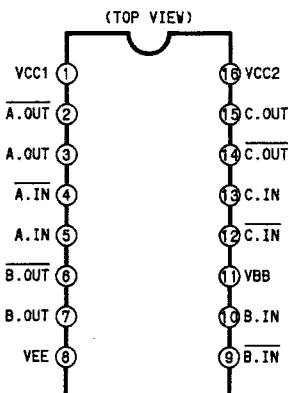 (TOP VIEW)
VCC1 1 16 VCC2
A.OUT 2 15 C.OUT
A.OUT 3 14 C.OUT
A.IN 4 13 C.IN
A.IN 5 12 C.IN
B.OUT 6 11 VBB
B.OUT 7 10 B.IN
VEE 8 9 B.IN